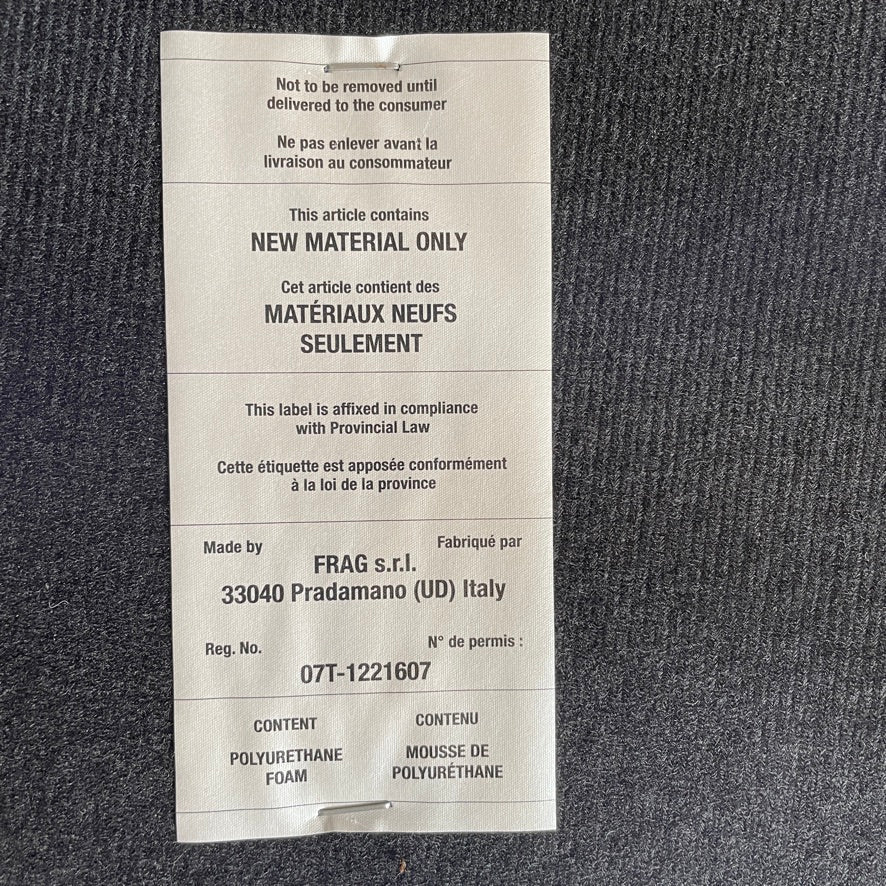 Not to be removed until
delivered to the consumer
Ne pas enlever avant la
livraison au consommateur
This article contains
NEW MATERIAL ONLY
Cet article contient des
MATÉRIAUX NEUFS
SEULEMENT
This label is affixed in compliance
with Provincial Law
Cette étiquette est apposée conformément
à la loi de la province
Made by Fabriqué par
FRAG s.r.l.
33040 Pradamano (UD) Italy
Reg. No. N° de permis :
07T-1221607
CONTENT CONTENU
POLYURETHANE MOUSSE DE
FOAM POLYURÉTHANE